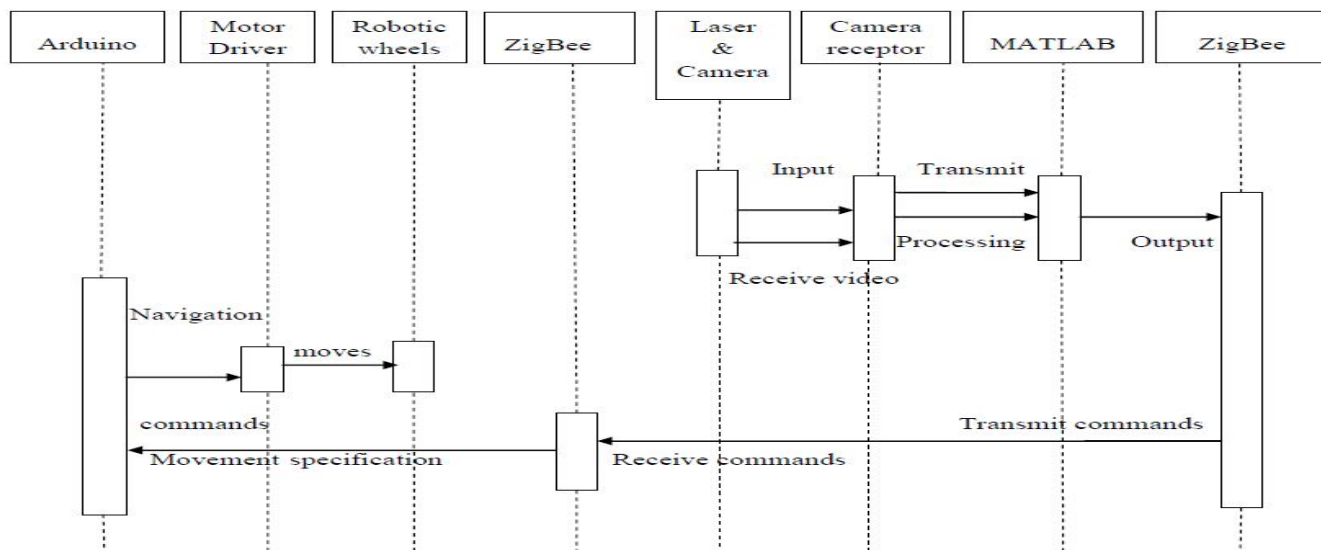 Arduino
Motor
Driver
Robotic
wheels
ZigBee
Laser
&
Camera
Camera
receptor
MATLAB
ZigBee
Input
Transmit
Processing
Output
Receive video
Navigation
moves
commands
Transmit commands
Movement specification
Receive commands